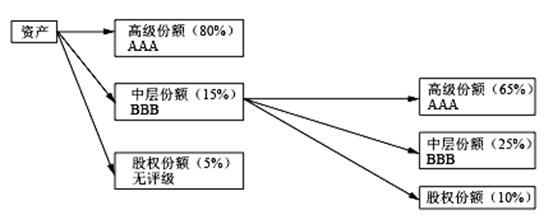 资产
高级份额（80%）
AAA
中层份额（15%）
BBB
股权份额（5%）
无评级
高级份额（65%）
AAA
中层份额（25%）
BBB
股权份额（10%）